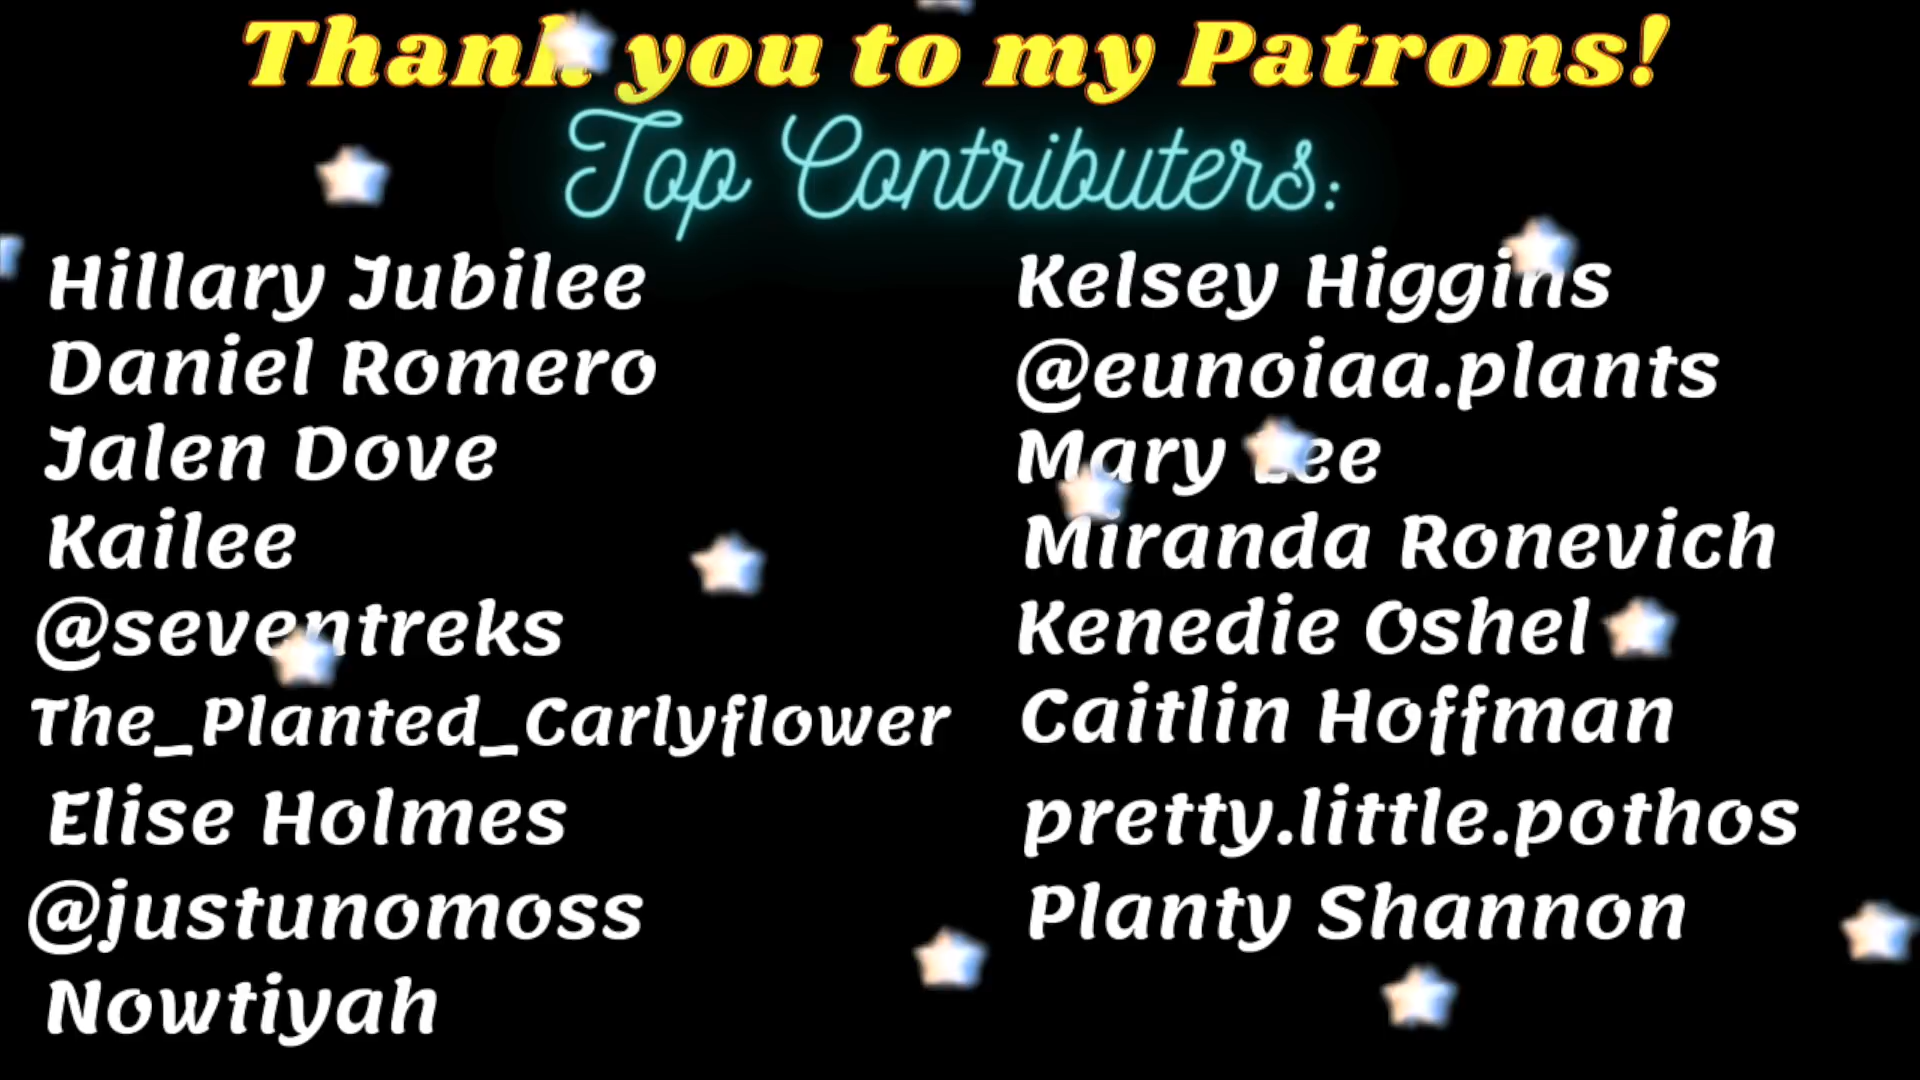 Thank you to my Patrons!
Top Contributers:
Hillary Jubilee
Daniel Romero
Jalen Dove
Kailee
@seventreks
The_Planted_Carlyflower
Elise Holmes
@justunomoss
Nowtiyah
Kelsey Higgins
@eunoiaa.plants
Mary Lee
Miranda Ronevich
Kenedie Oshel
Caitlin Hoffman
pretty.little.pothos
Planty Shannon